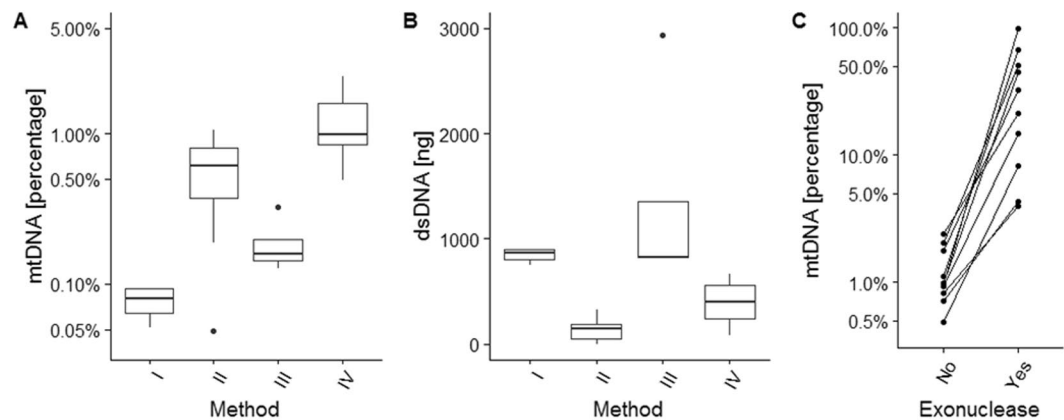 A
mtDNA [percentage]
5.00%
1.00%
0.50%
0.10%
0.05%
I
II
III
IV
Method
B
dsDNA [ng]
3000
2000
1000
0
I
II
III
IV
Method
C
mtDNA [percentage]
100.0%
50.0%
10.0%
5.0%
1.0%
0.5%
No
Yes
Exonuclease